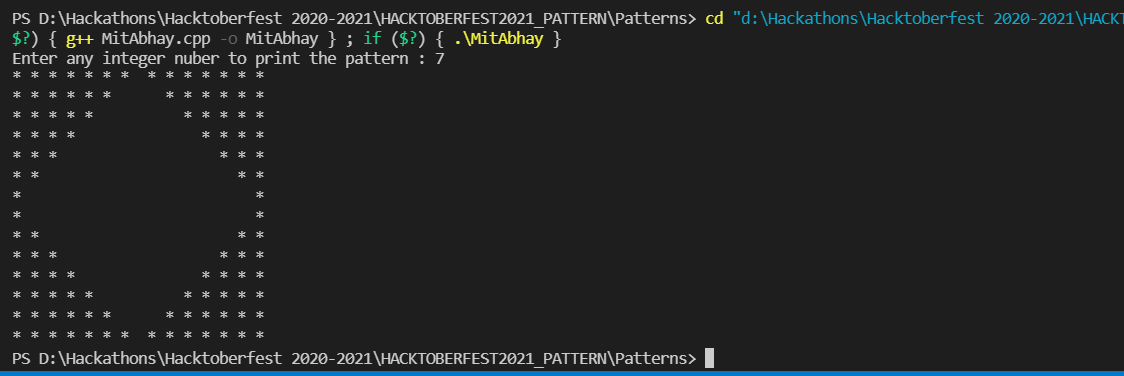 PS D:\Hackathons\Hacktoberfest 2020-2021\HACKTOBERFEST2021_PATTERN\Patterns> cd "d:\Hackathons\Hacktoberfest 2020-2021\HACKT
$?) { g++ MitAbhay.cpp -o MitAbhay } ; if ($?) { .\MitAbhay }
Enter any integer nuber to print the pattern : 7
* * * * * * *  * * * * * * *
* * * * * *      * * * * * *
* * * * *          * * * * *
* * * *              * * * *
* * *                  * * *
* *                      * *
*                          *
*                          *
* *                      * *
* * *                  * * *
* * * *              * * * *
* * * * *          * * * * *
* * * * * *      * * * * * *
* * * * * * *  * * * * * * *
PS D:\Hackathons\Hacktoberfest 2020-2021\HACKTOBERFEST2021_PATTERN\Patterns>